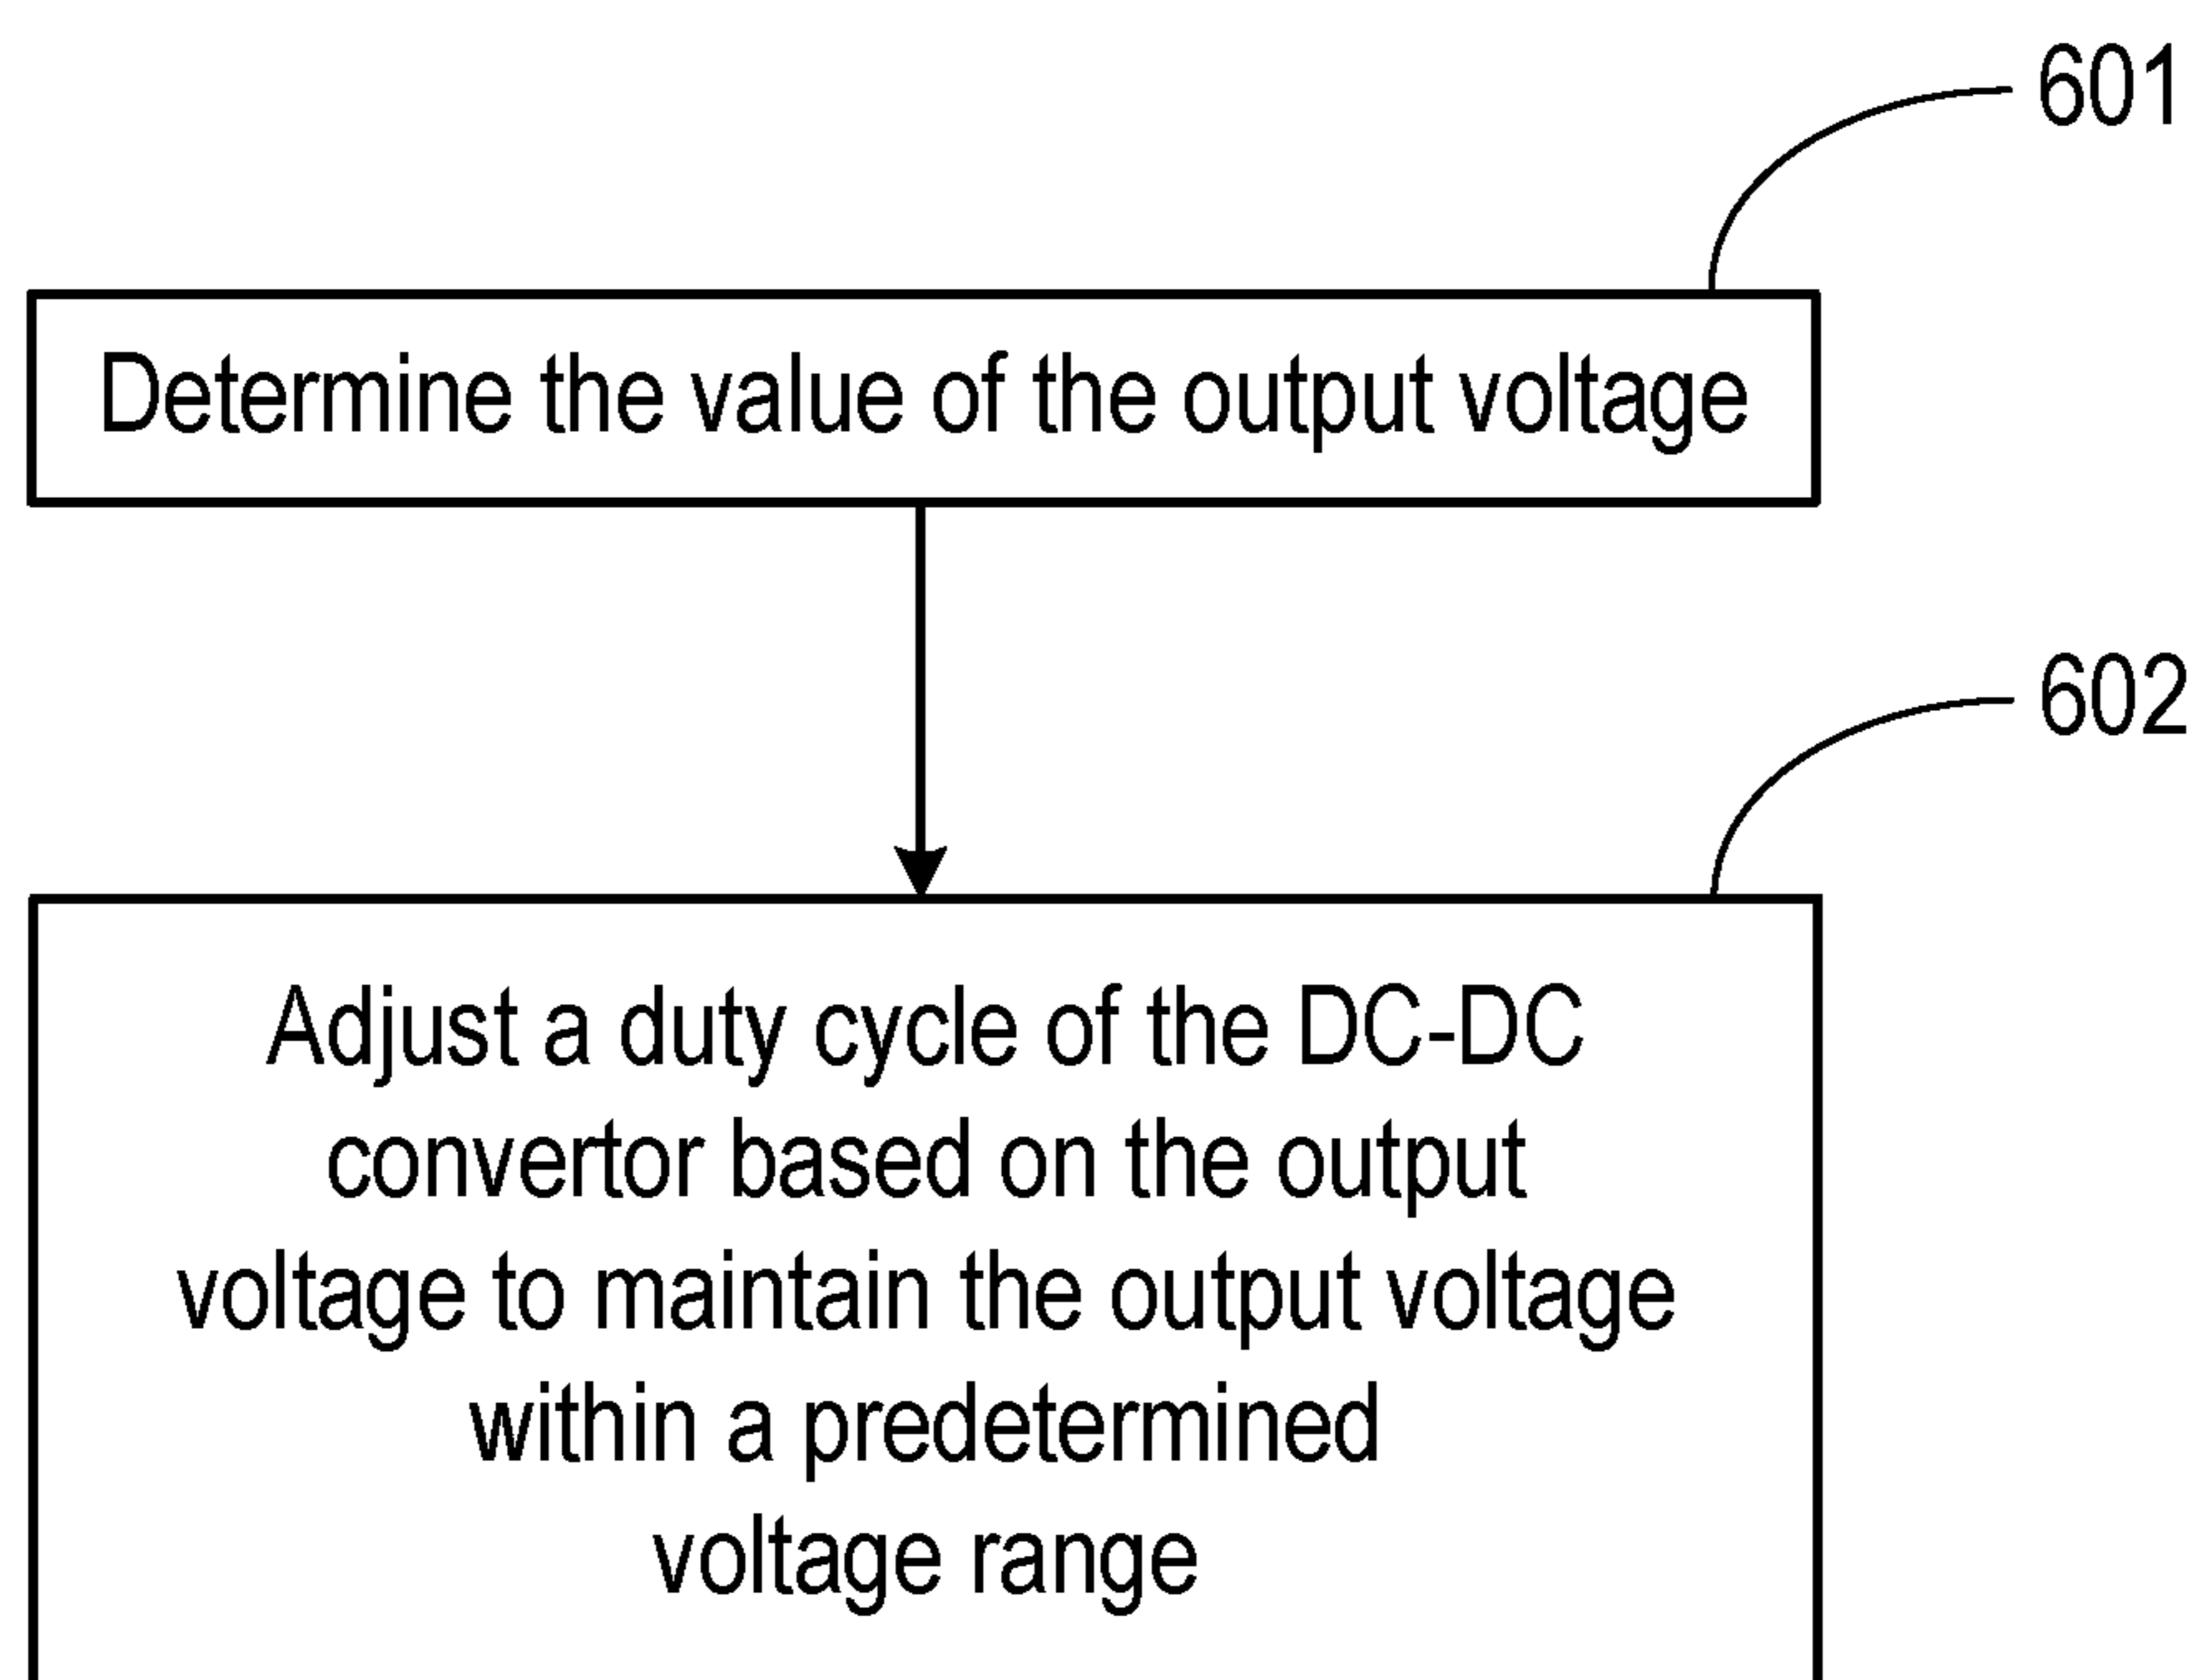 601
Determine the value of the output voltage
602
Adjust a duty cycle of the DC-DC
convertor based on the output
voltage to maintain the output voltage
within a predetermined
voltage range